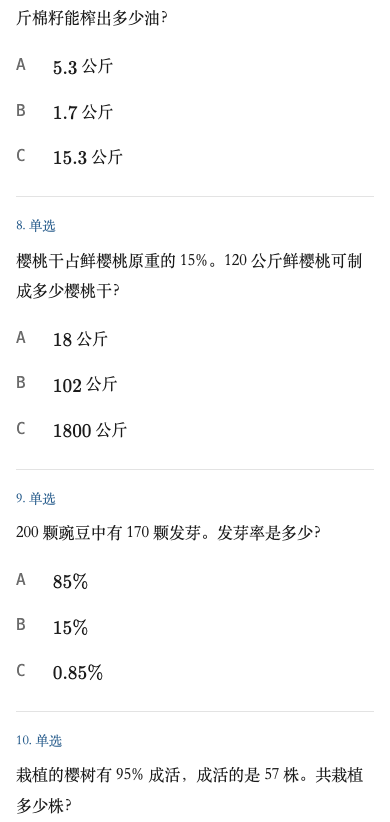 斤棉籽能榨出多少油?
A 5.3 公斤
B 1.7 公斤
C 15.3 公斤
8. 单选
樱桃干占鲜樱桃原重的 15%。120 公斤鲜樱桃可制
成多少樱桃干?
A 18 公斤
B 102 公斤
C 1800 公斤
9. 单选
200 颗豌豆中有 170 颗发芽。发芽率是多少?
A 85%
B 15%
C 0.85%
10. 单选
栽植的樱树有 95% 成活，成活的是 57 株。共栽植
多少株?